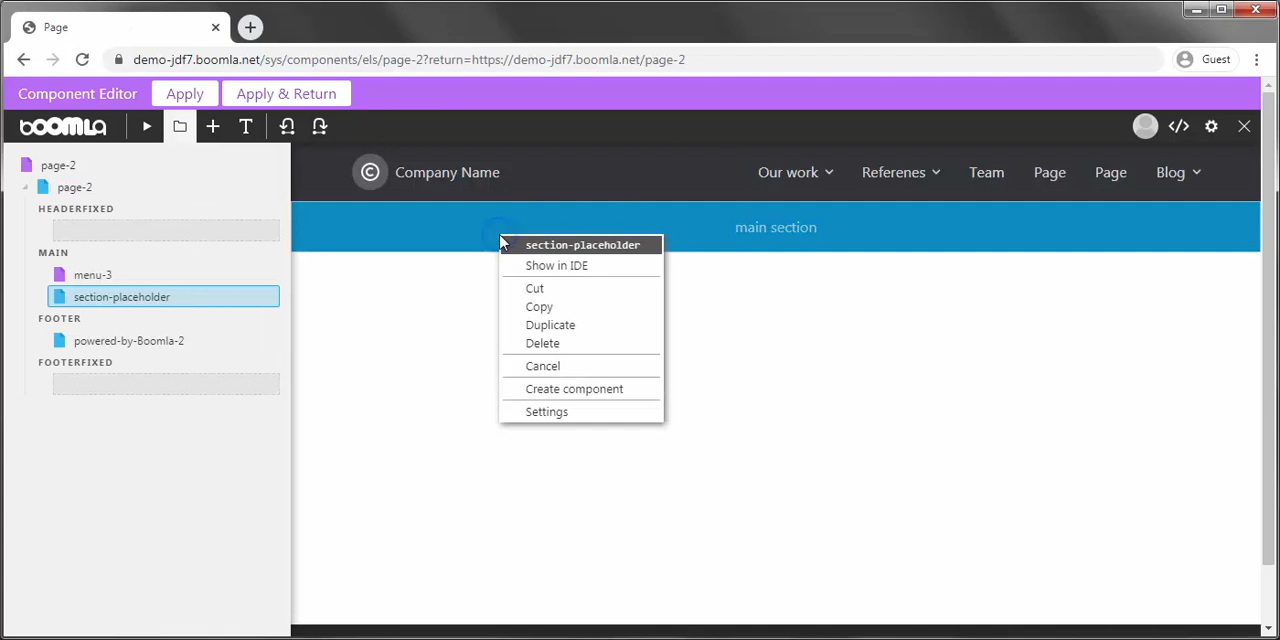 Page
demo-jdf7.boomla.net/sys/components/els/page-2?return=https://demo-jdf7.boomla.net/page-2
Guest
Component Editor
Apply
Apply & Return
BOOMLA
T
page-2
page-2
HEADERFIXED
MAIN
menu-3
section-placeholder
FOOTER
powered-by-Boomla-2
FOOTERFIXED
Company Name
Our work
Referenes
Team
Page
Page
Blog
main section
section-placeholder
Show in IDE
Cut
Copy
Duplicate
Delete
Cancel
Create component
Settings